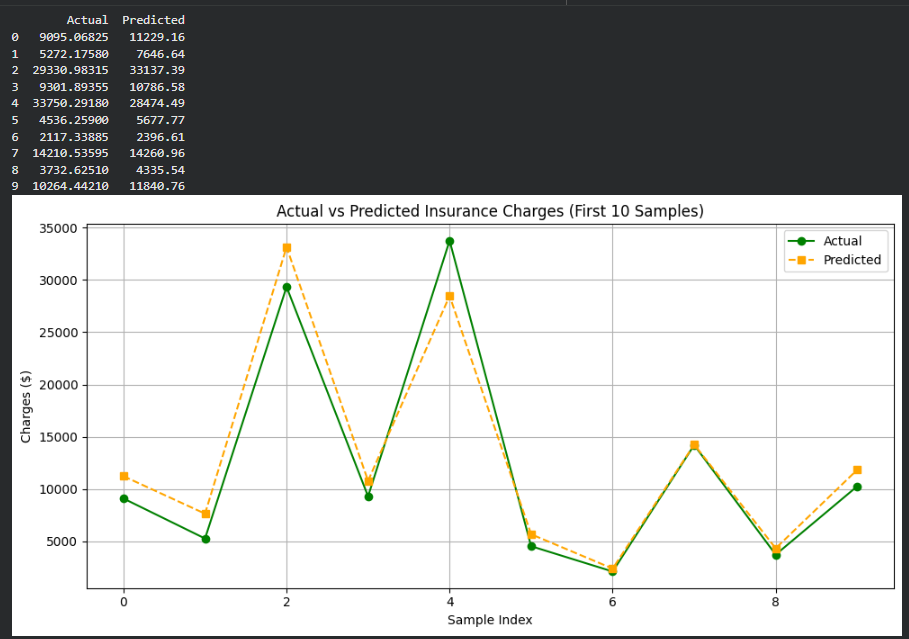 Actual Predicted
0 9095.06825 11229.16
1 5272.17580 7646.64
2 29330.98315 33137.39
3 9301.89355 10786.58
4 33750.29180 28474.49
5 4536.25900 5677.77
6 2117.33885 2396.61
7 14210.53595 14260.96
8 3732.62510 4335.54
9 10264.44210 11840.76
Actual vs Predicted Insurance Charges (First 10 Samples)
Actual
Predicted
35000
30000
25000
20000
15000
10000
5000
Charges ($)
0 2 4 6 8
Sample Index